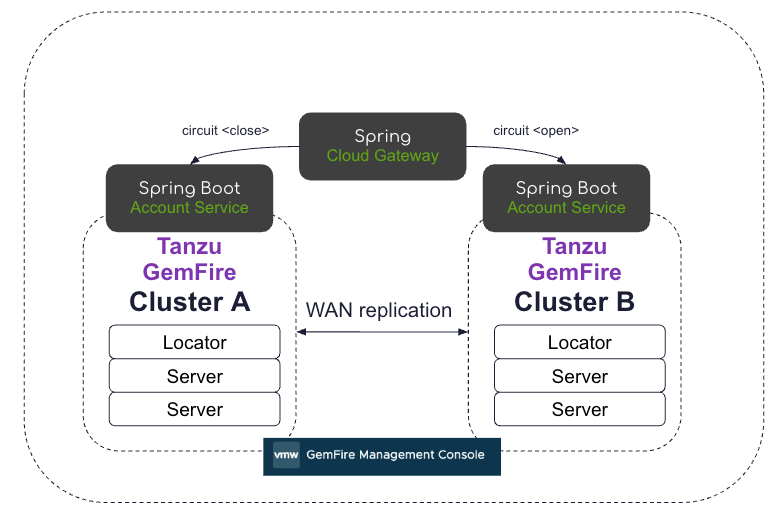 circuit <close>
Spring
Cloud Gateway
circuit <open>
Spring Boot
Account Service
Spring Boot
Account Service
Tanzu
GemFire
Cluster A
Locator
Server
Server
WAN replication
Tanzu
GemFire
Cluster B
Locator
Server
Server
vmw GemFire Management Console